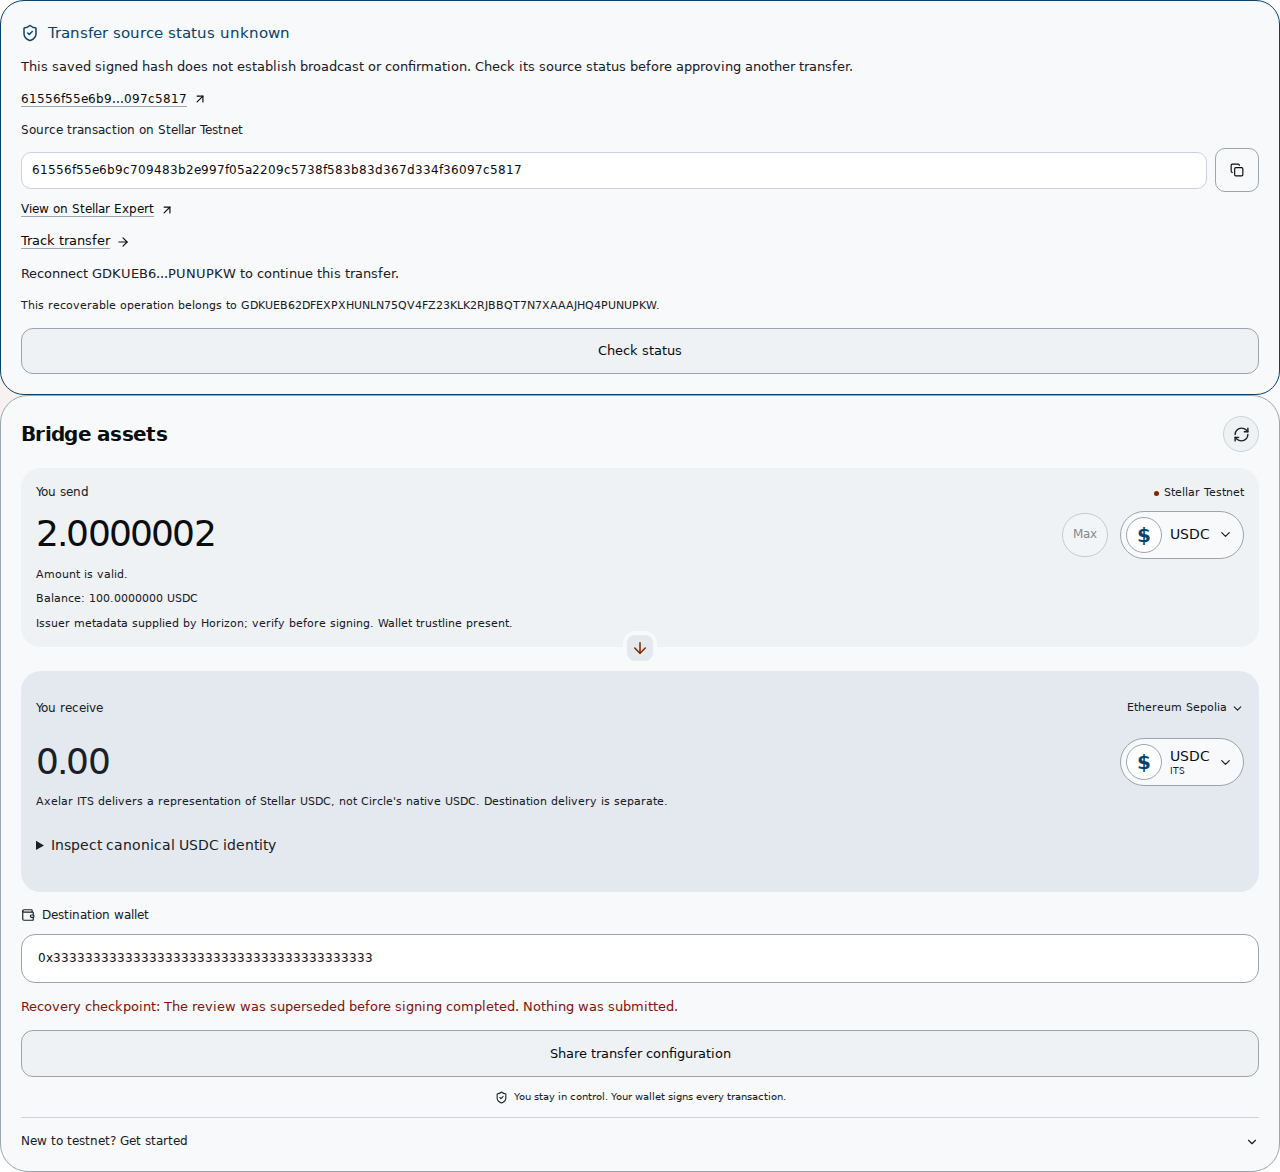 Transfer source status unknown
This saved signed hash does not establish broadcast or confirmation. Check its source status before approving another transfer.
61556f55e6b9...097c5817
Source transaction on Stellar Testnet
61556f55e6b9c709483b2e997f05a2209c5738f583b83d367d334f36097c5817
View on Stellar Expert
Track transfer
Reconnect GDKUEB6...PUNUPKW to continue this transfer.
This recoverable operation belongs to GDKUEB62DFEXPXHUNLN75QV4FZ23KLK2RJBBQT7N7XAAAJHQ4PUNUPKW.
Check status
Bridge assets
You send
Stellar Testnet
2.0000002
Max
$ USDC
Amount is valid.
Balance: 100.0000000 USDC
Issuer metadata supplied by Horizon; verify before signing. Wallet trustline present.
You receive
Ethereum Sepolia
0.00
$ USDC
ITS
Axelar ITS delivers a representation of Stellar USDC, not Circle's native USDC. Destination delivery is separate.
Inspect canonical USDC identity
Destination wallet
0x3333333333333333333333333333333333333333
Recovery checkpoint: The review was superseded before signing completed. Nothing was submitted.
Share transfer configuration
You stay in control. Your wallet signs every transaction.
New to testnet? Get started